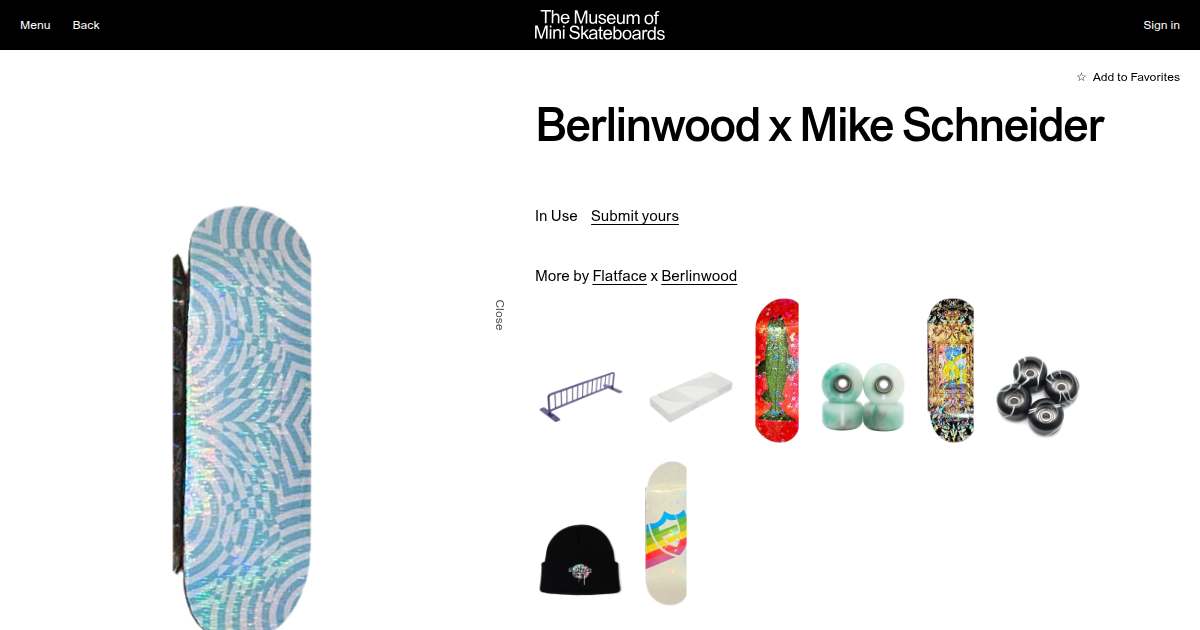 Menu Back
The Museum of
Mini Skateboards
Sign in
☆ Add to Favorites
Berlinwood x Mike Schneider
In Use Submit yours
More by Flatface x Berlinwood
Close